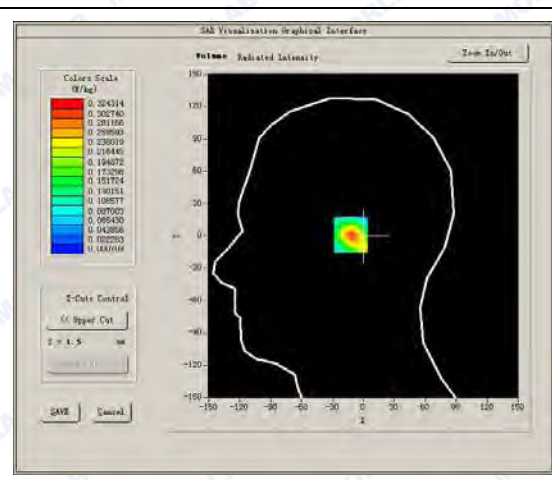 SAR Visualisation Graphical Interface
Volume Radiated Intensity
Zoom In/Out
Colors Scale
(W/kg)
0.324314
0.302740
0.281166
0.259592
0.238019
0.216445
0.194872
0.173298
0.151724
0.130151
0.108577
0.087003
0.065430
0.043856
0.022283
150
120
90
60
30
0
-30
-60
-90
-120
-150
-150 -120 -90 -60 -30 0 30 60 90 120 150
X
Z-Cuts Control
<< Upper Cut
Z = 1.5 mm
SAVE
Cancel